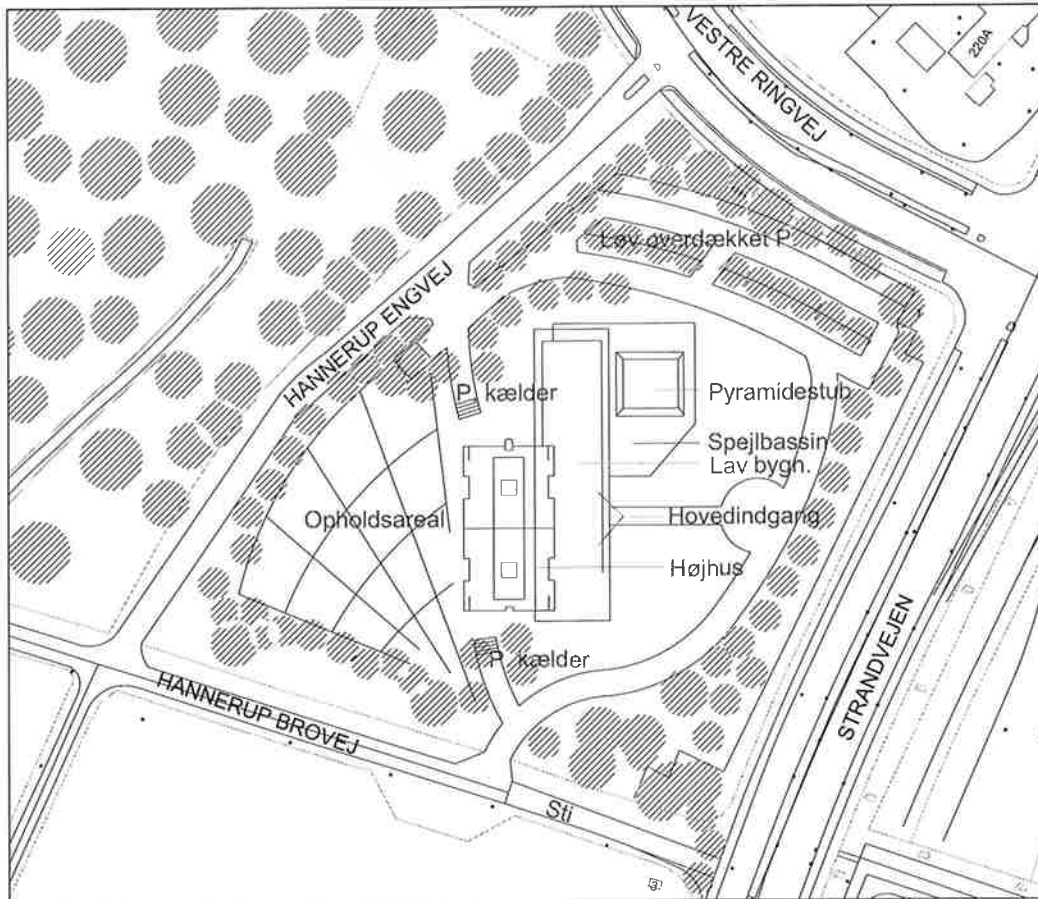 VESTRE RINGVEJ
220A
Løv overdækket P
HANNERUP ENGVEJ
P kælder
Pyramidestub
Spejlbassin
Lav bygn.
Opholdsareal
Hovedindgang
Højhus
P kælder
STRANDVEJEN
HANNERUP BROVEJ
Sti